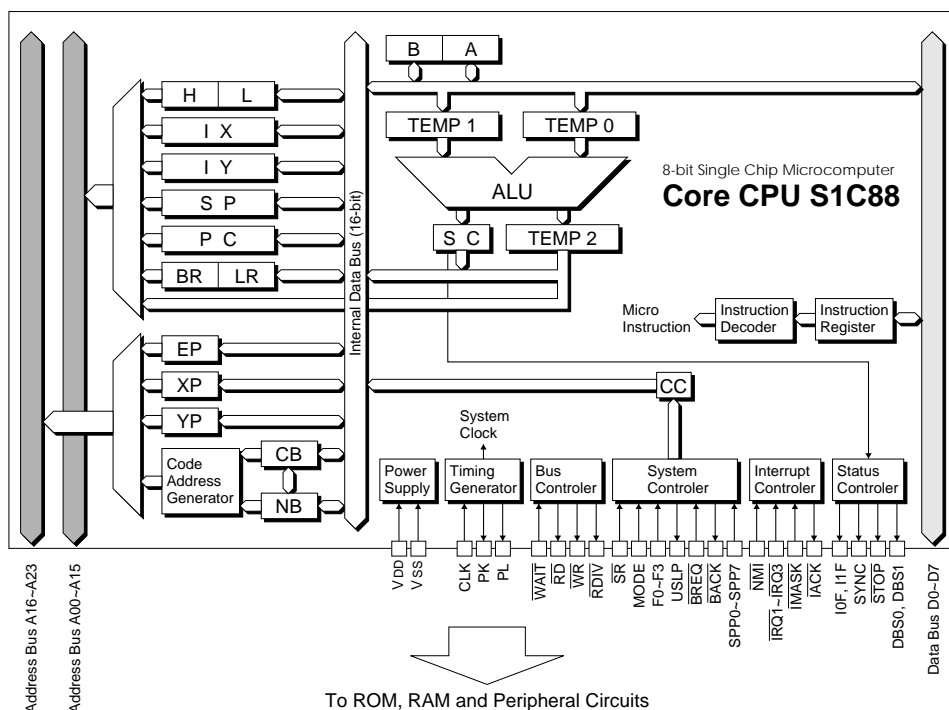 B A
H L
TEMP 1 TEMP 0
I X
I Y
ALU
8-bit Single Chip Microcomputer
Core CPU S1C88
S P
P C
S C TEMP 2
BR LR
Internal Data Bus (16-bit)
Micro
Instruction
Instruction
Decoder
Instruction
Register
EP
XP
CC
YP
System
Clock
Code
Address
Generator
CB
NB
Power
Supply
Timing
Generator
Bus
Controler
System
Controler
Interrupt
Controler
Status
Controler
Address Bus A16~A23
Address Bus A00~A15
VDD
VSS
CLK
PK
PL
WAIT
RD
WR
RDIV
SR
MODE
F0~F3
USLP
BREQ
BACK
SPP0~SPP7
NMI
IRQ1~IRQ3
IMASK
IACK
I0F, I1F
SYNC
STOP
DBS0, DBS1
Data Bus D0~D7
To ROM, RAM and Peripheral Circuits